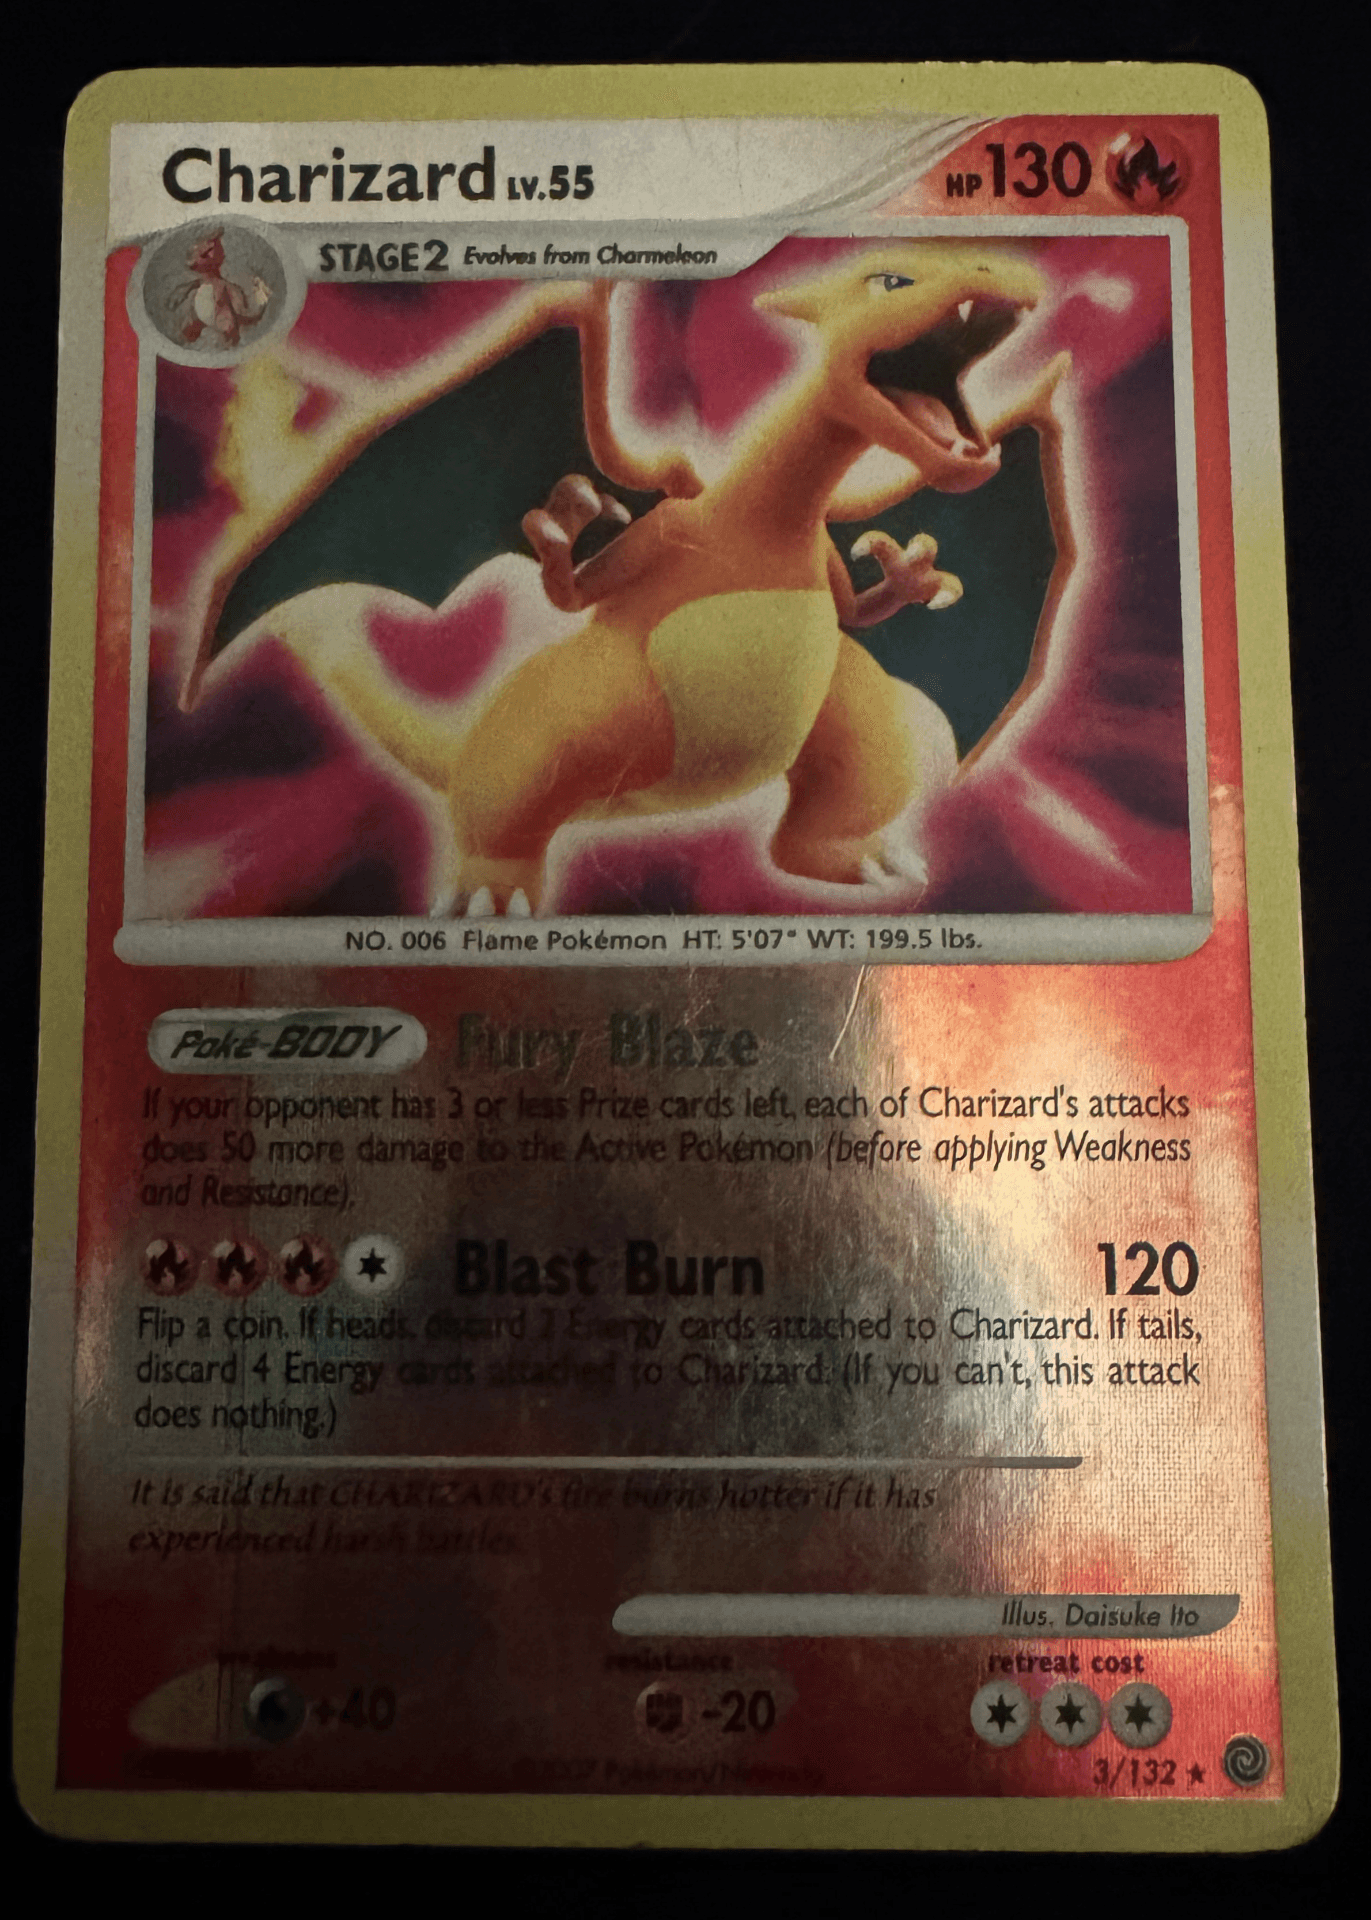 Charizard LV.55 HP 130
STAGE 2 Evolves from Charmeleon
NO. 006 Flame Pokémon HT: 5'07" WT: 199.5 lbs.
Poké-BODY Fury Blaze
If your opponent has 3 or less Prize cards left, each of Charizard's attacks
does 50 more damage to the Active Pokémon (before applying Weakness
and Resistance).
Blast Burn 120
Flip a coin. If heads, discard 2 Energy cards attached to Charizard. If tails,
discard 4 Energy cards attached to Charizard. (If you can't, this attack
does nothing.)
It is said that CHARIZARD's fire burns hotter if it has
experienced harsh battles.
Illus. Daisuke Ito
weakness resistance retreat cost
+40 -20
3/132